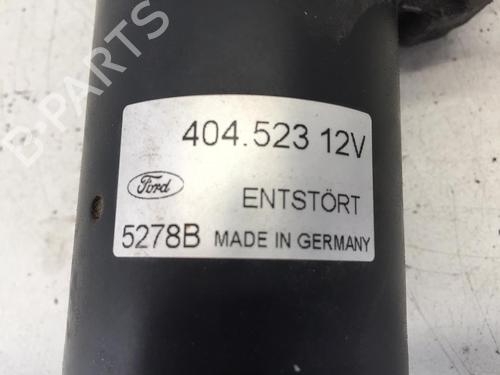 B-PARTS
404.523 12V
Ford
ENTSTÖRT
5278B MADE IN GERMANY